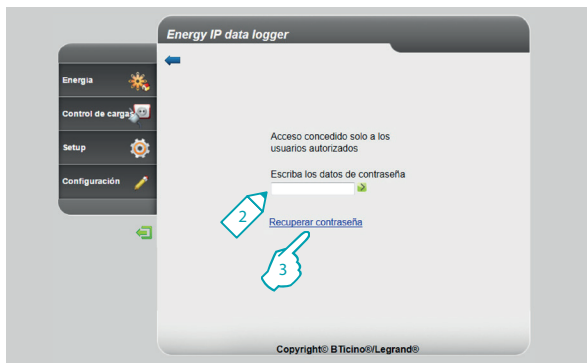 Energy IP data logger
Energia
Control de cargas
Setup
Configuración
Acceso concedido solo a los
usuarios autorizados
Escriba los datos de contraseña
2
Recuperar contraseña
3
Copyright© BTicino®/Legrand®